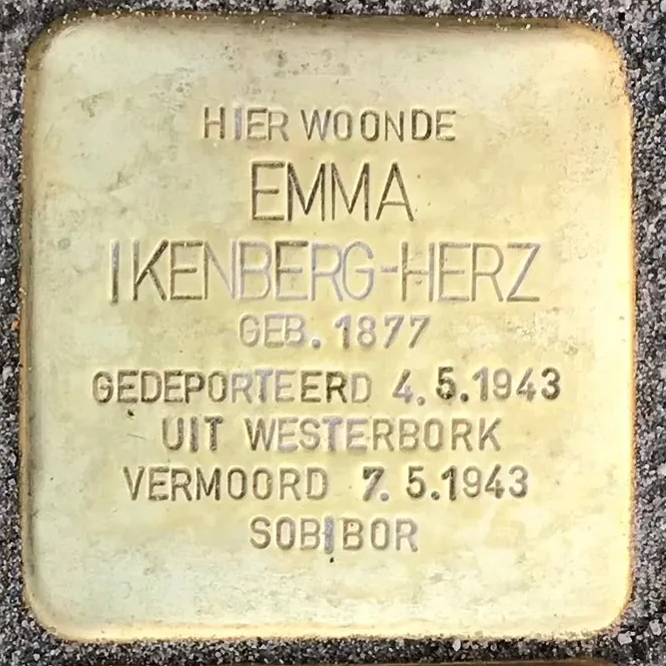 HIER WOONDE
EMMA
IKENBERG-HERZ
GEB. 1877
GEDEPORTEERD 4.5.1943
UIT WESTERBORK
VERMOORD 7.5.1943
SOBIBOR